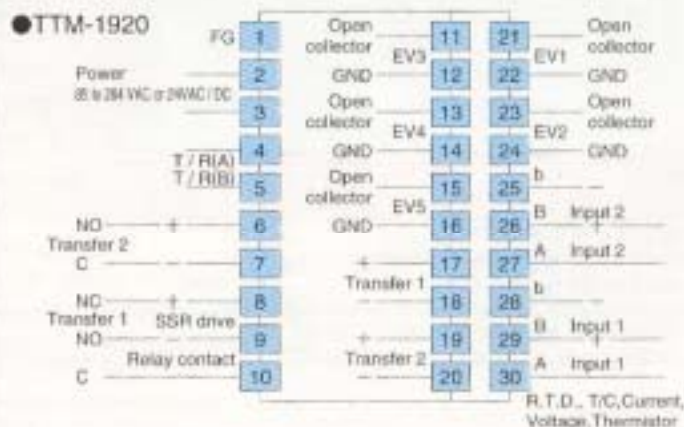 ●TTM-1920
FG 1
Power 2
85 to 264 VAC or 24VAC / DC
3
4
T / R(A)
T / R(B)
5
NO + 6
Transfer 2
C - 7
NC + 8
Transfer 1 SSR drive
NO - 9
Relay contact
C 10
Open collector 11
EV3
GND 12
Open collector 13
EV4
GND 14
Open collector 15
EV5
GND 16
+ 17
Transfer 1
- 18
+ 19
Transfer 2
- 20
21 Open collector
EV1
22 GND
23 Open collector
EV2
24 GND
25 b -
26 B Input 2 +
27 A Input 2
28 b -
29 B Input 1 +
30 A Input 1
R.T.D., T/C,Current,
Voltage,Thermistor